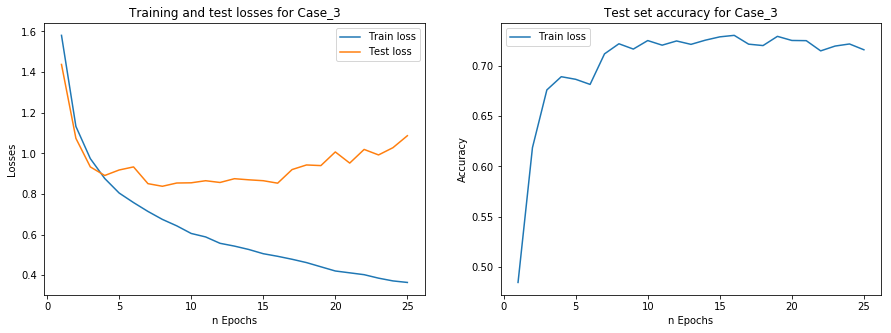 Training and test losses for Case_3
Train loss
Test loss
1.6
1.4
1.2
1.0
0.8
0.6
0.4
Losses
0
5
10
15
20
25
n Epochs
Test set accuracy for Case_3
Train loss
0.70
0.65
0.60
0.55
0.50
Accuracy
0
5
10
15
20
25
n Epochs